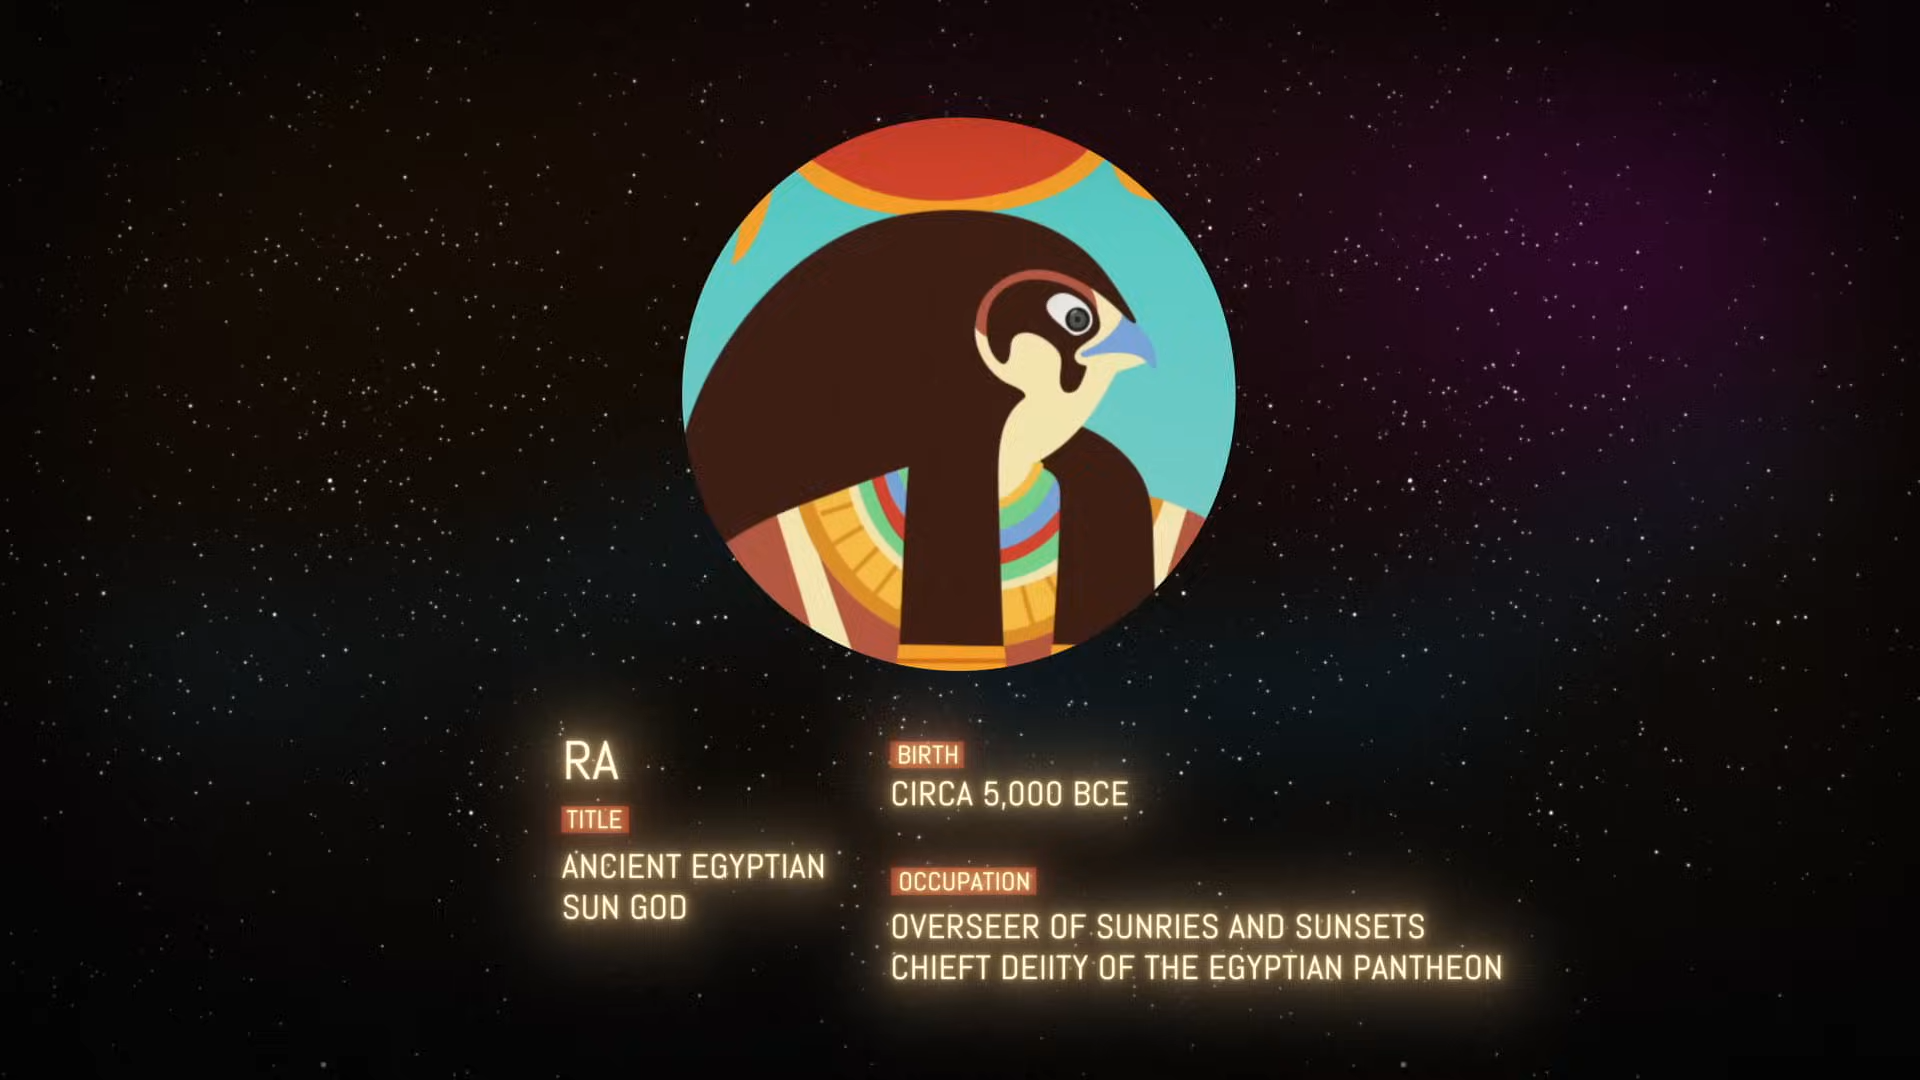 RA
TITLE
ANCIENT EGYPTIAN
SUN GOD
BIRTH
CIRCA 5,000 BCE
OCCUPATION
OVERSEER OF SUNRIES AND SUNSETS
CHIEFT DEIITY OF THE EGYPTIAN PANTHEON